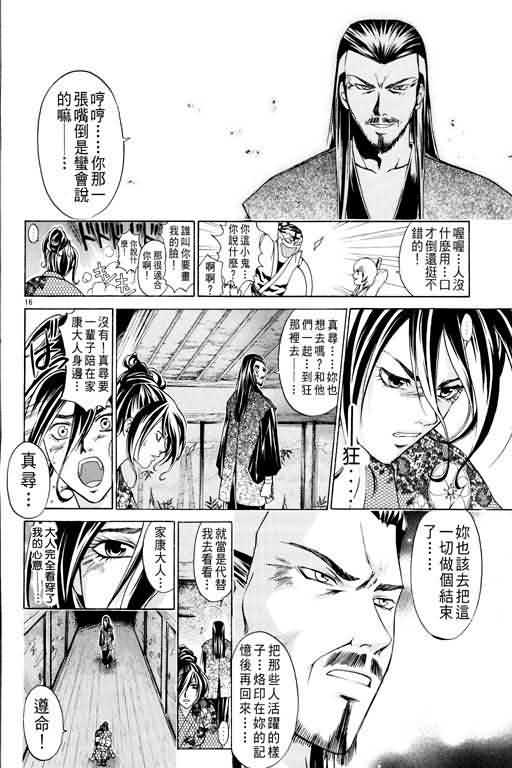 哼哼……你那一
張嘴倒是蠻會說
的嘛……
喔喔…人沒
什麼用…口
才倒還挺不
錯的！
你這小鬼
你說什麼？
啊啊？
誰叫你要畫
我的臉！
那很適合
你啊！
你說什
麼
16
真尋…妳也
想去嗎？和他
們一起…到狂
那裡去…
狂…
…
沒有！真尋要
一輩子陪在家
康大人身邊…
真尋…
妳也該去把這
一切做個結束
了……
把那些人活躍的樣
子…烙印在妳的記
憶後再回來……
就當是代替
我去看看…
家康大人…
大人完全看穿了
我的心意……
遵命！